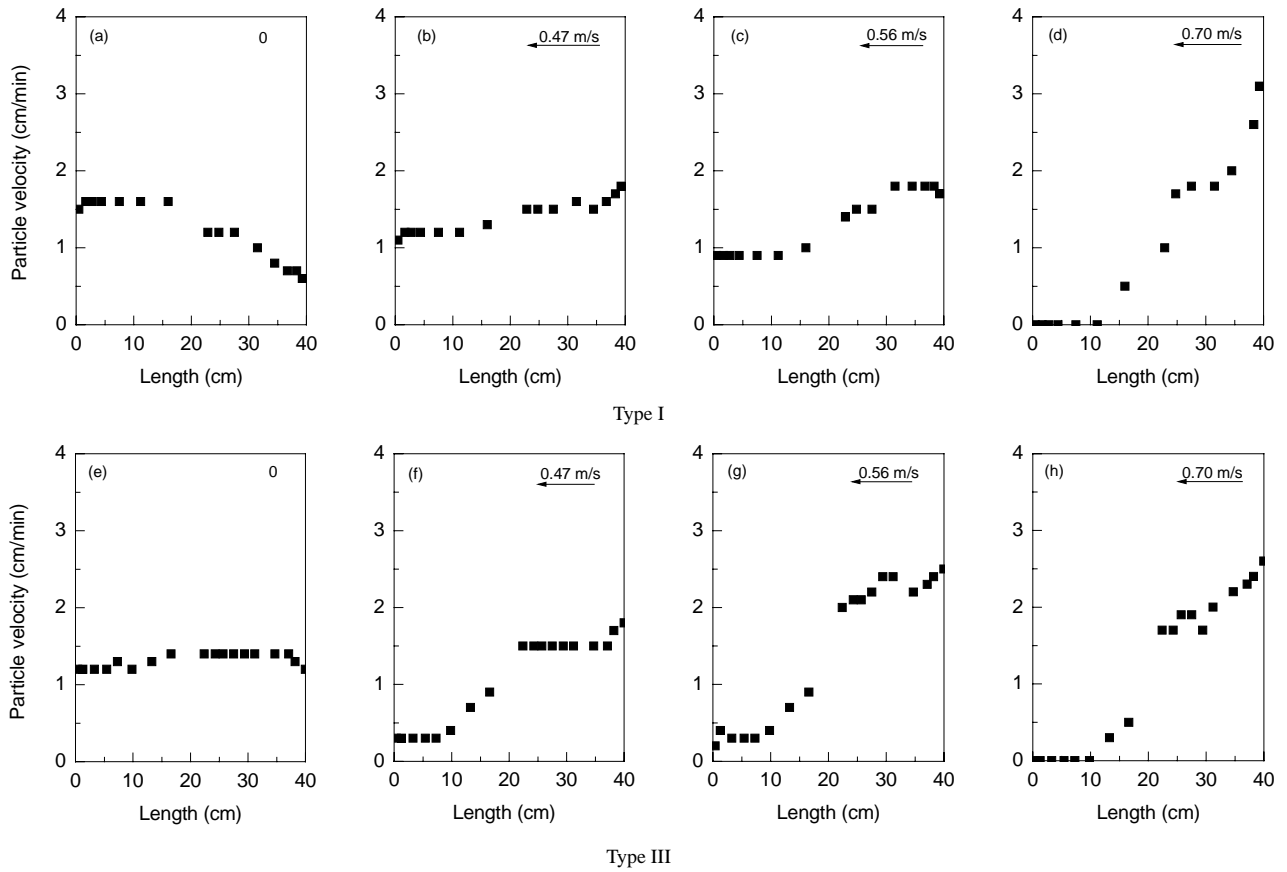 (a) 0
(b) 0.47 m/s
(c) 0.56 m/s
(d) 0.70 m/s
Particle velocity (cm/min)
4 4 4 4
3 3 3 3
2 2 2 2
1 1 1 1
0 0 0 0
0 10 20 30 40
0 10 20 30 40
0 10 20 30 40
0 10 20 30 40
Length (cm)
Length (cm)
Length (cm)
Length (cm)
Type I
(e) 0
(f) 0.47 m/s
(g) 0.56 m/s
(h) 0.70 m/s
Particle velocity (cm/min)
4 4 4 4
3 3 3 3
2 2 2 2
1 1 1 1
0 0 0 0
0 10 20 30 40
0 10 20 30 40
0 10 20 30 40
0 10 20 30 40
Length (cm)
Length (cm)
Length (cm)
Length (cm)
Type III